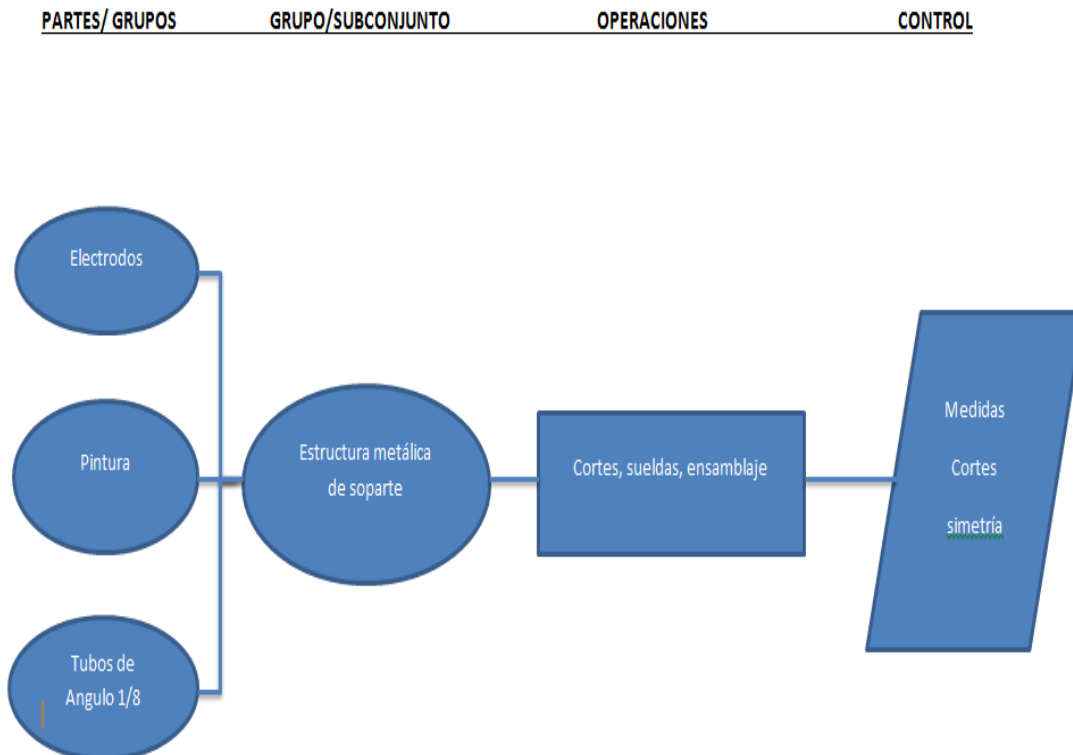 PARTES/ GRUPOS GRUPO/SUBCONJUNTO OPERACIONES CONTROL
Electrodos
Pintura
Tubos de
Angulo 1/8
Estructura metálica
de soparte
Cortes, sueldas, ensamblaje
Medidas
Cortes
simetría